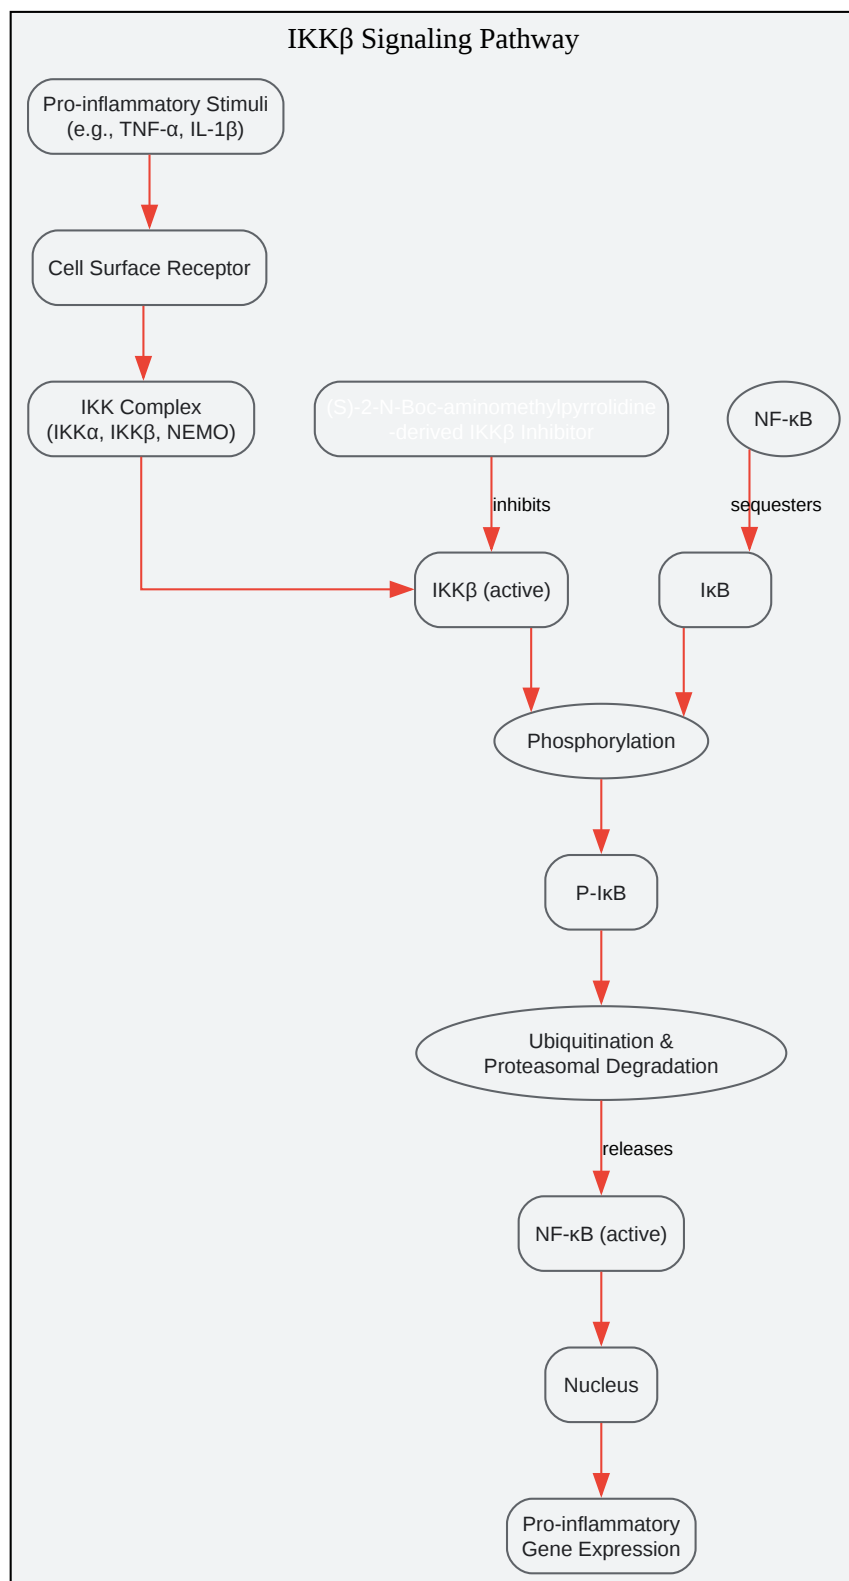 IKKβ Signaling Pathway
Pro-inflammatory Stimuli
(e.g., TNF-α, IL-1β)
Cell Surface Receptor
IKK Complex
(IKKα, IKKβ, NEMO)
(S)-2-N-Boc-aminomethylpyrrolidine
-derived IKKβ Inhibitor
NF-κB
inhibits
sequesters
IKKβ (active)
IκB
Phosphorylation
P-IκB
Ubiquitination &
Proteasomal Degradation
releases
NF-κB (active)
Nucleus
Pro-inflammatory
Gene Expression